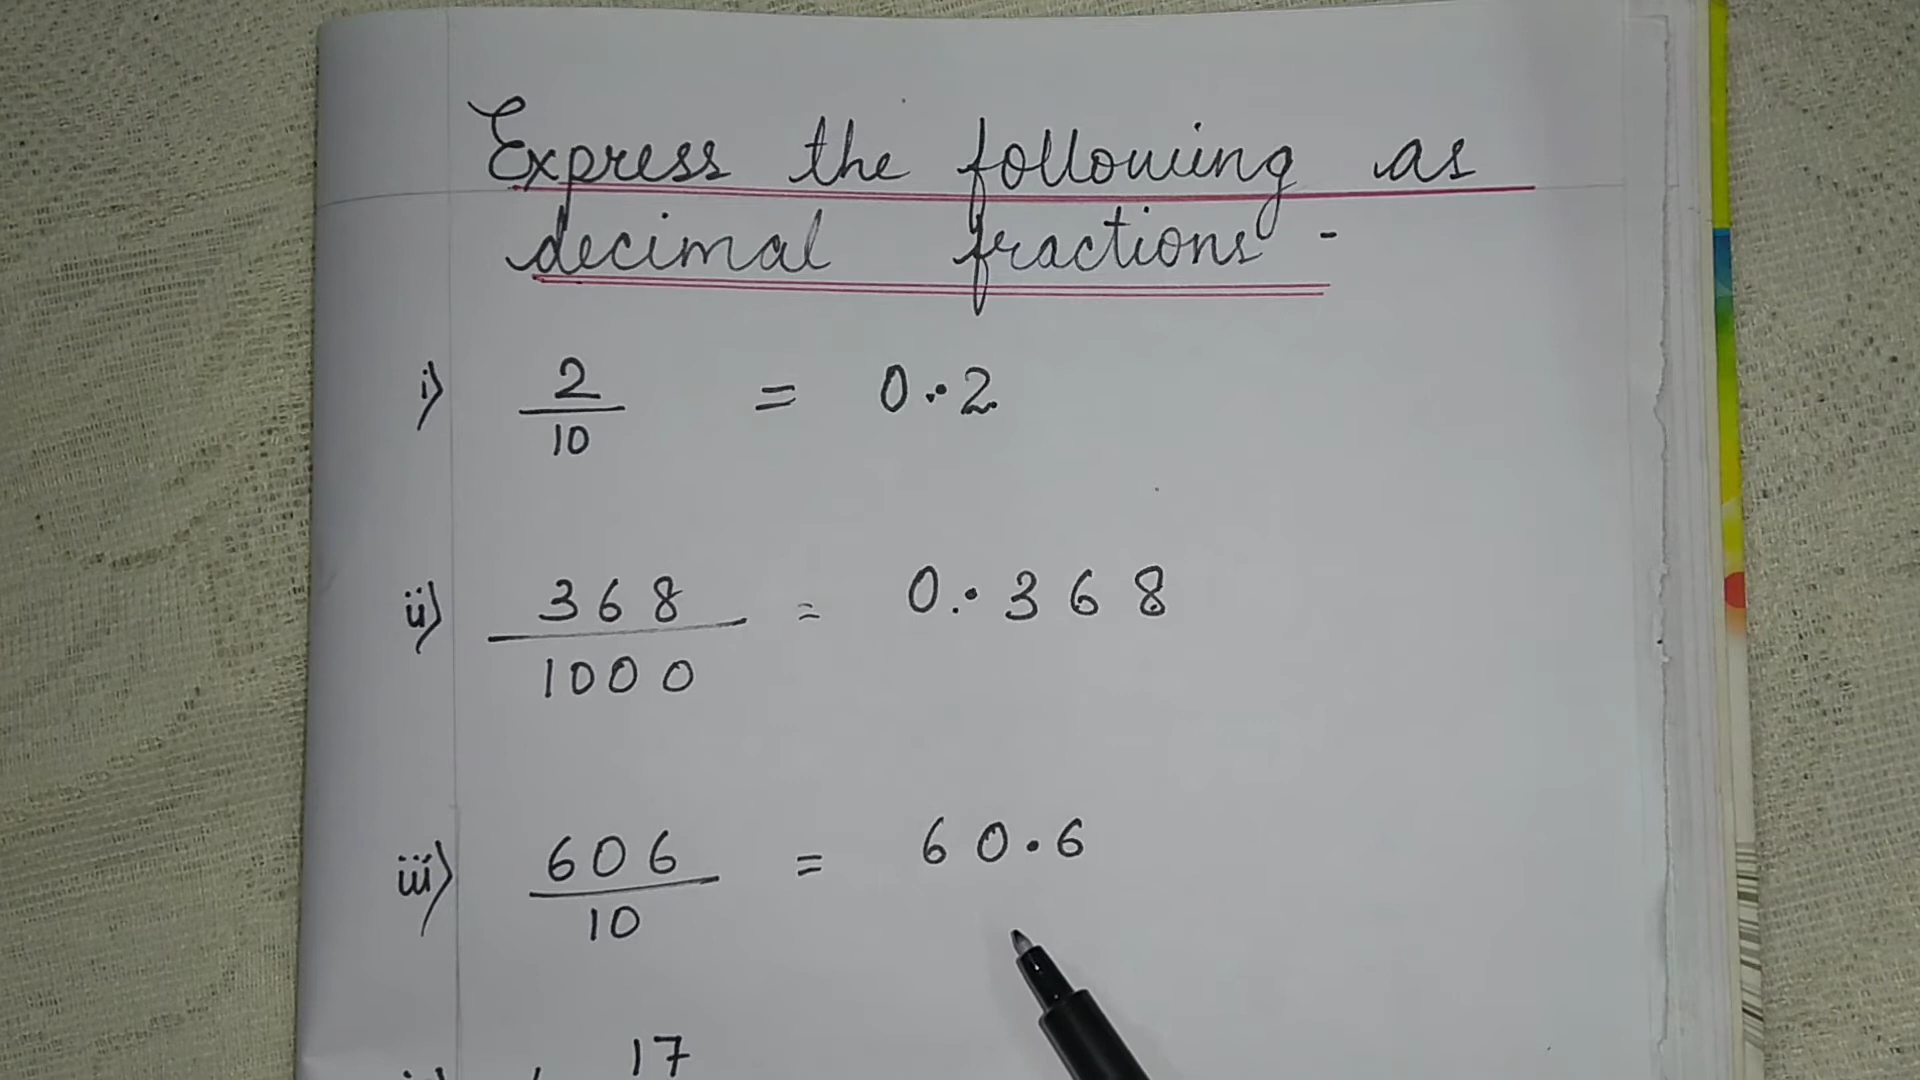 Express the following as
decimal fractions -
i) 2/10 = 0.2
ii) 368/1000 = 0.368
iii) 606/10 = 60.6
17